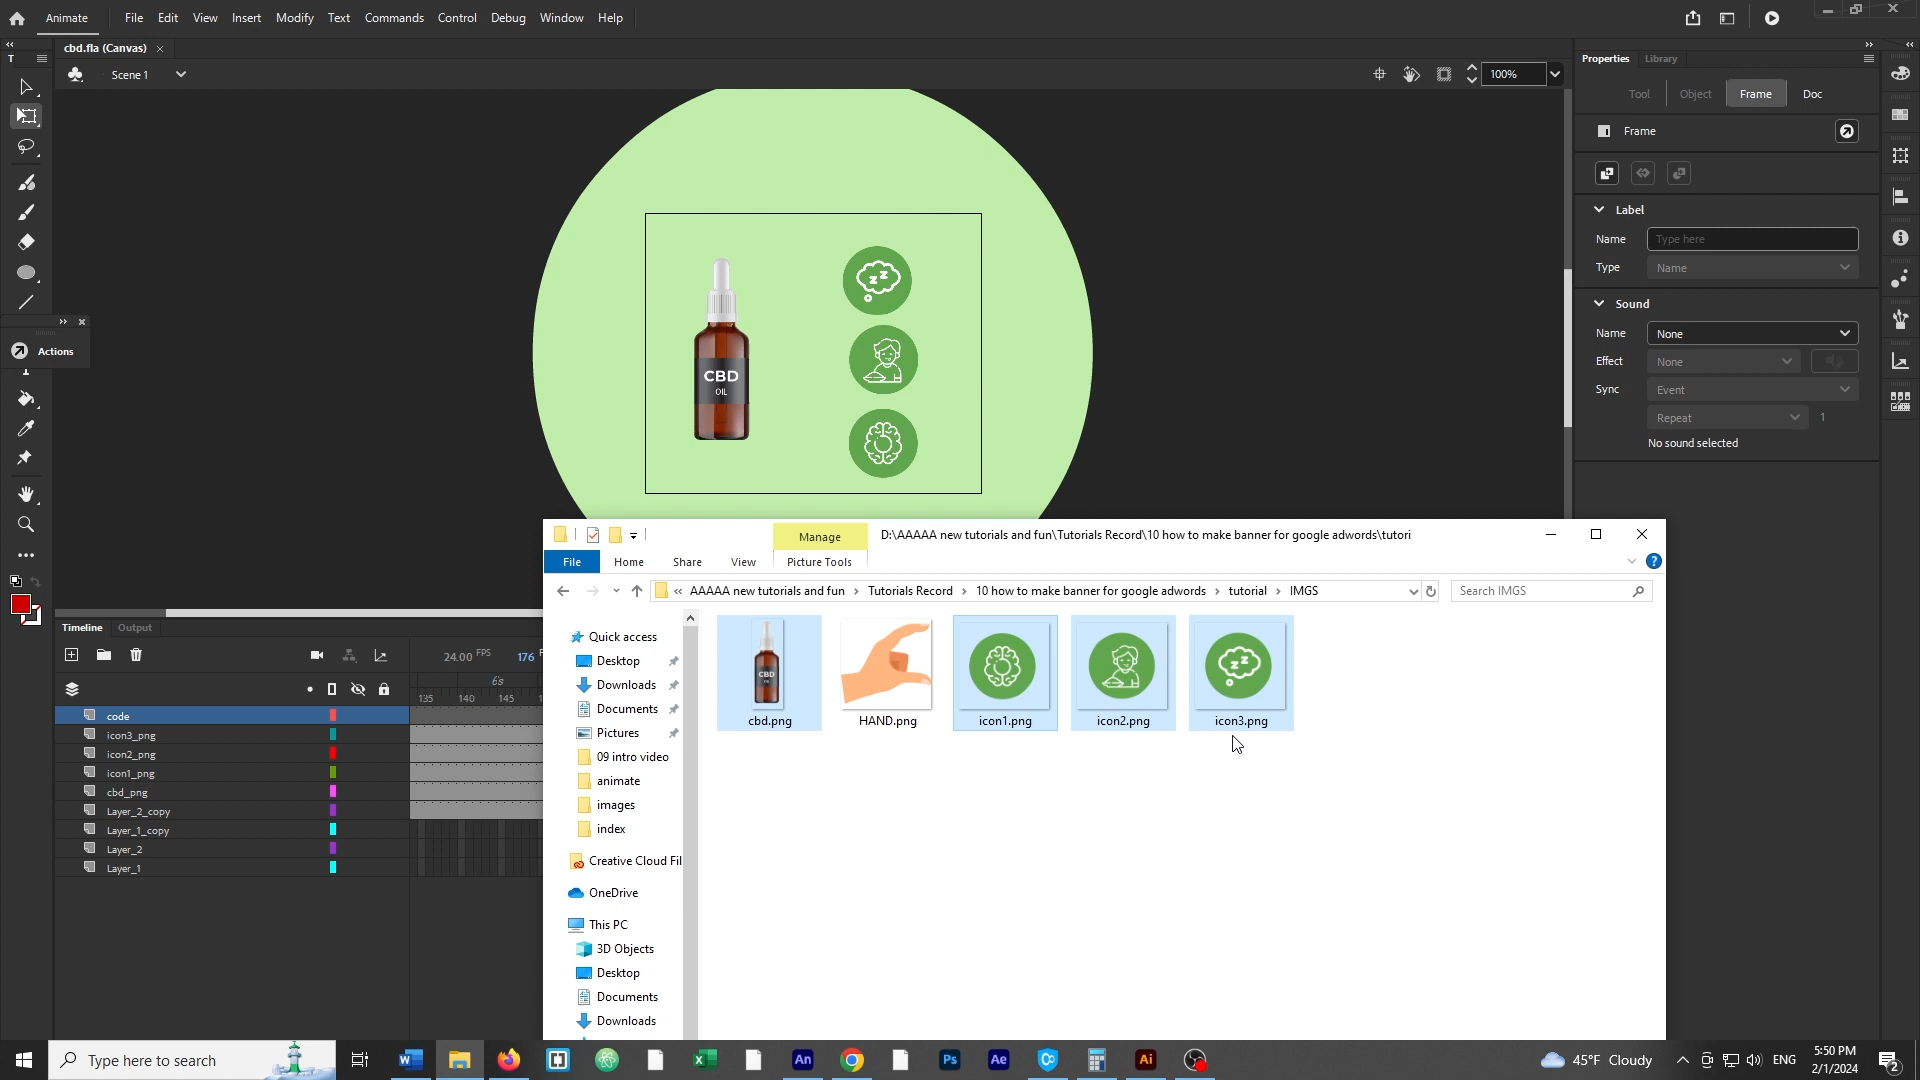 Animate
File Edit View Insert Modify Text Commands Control Debug Window Help
cbd.fla (Canvas)
Scene 1
100%
Properties Library
Tool Object Frame Doc
Frame
Label
Name Type here
Type Name
Sound
Name None
Effect None
Sync Event
Repeat 1
No sound selected
Actions
CBD
OIL
Timeline Output
24.00 FPS 176 F
6s
135 140 145
code
icon3_png
icon2_png
icon1_png
cbd_png
Layer_2_copy
Layer_1_copy
Layer_2
Layer_1
Manage D:\AAAAA new tutorials and fun\Tutorials Record\10 how to make banner for google adwords\tutori
File Home Share View Picture Tools
« AAAAA new tutorials and fun › Tutorials Record › 10 how to make banner for google adwords › tutorial › IMGS
Search IMGS
Quick access
Desktop
Downloads
Documents
Pictures
09 intro video
animate
images
index
Creative Cloud Fil
OneDrive
This PC
3D Objects
Desktop
Documents
Downloads
cbd.png HAND.png icon1.png icon2.png icon3.png
Type here to search
45°F Cloudy
ENG
5:50 PM
2/1/2024
2